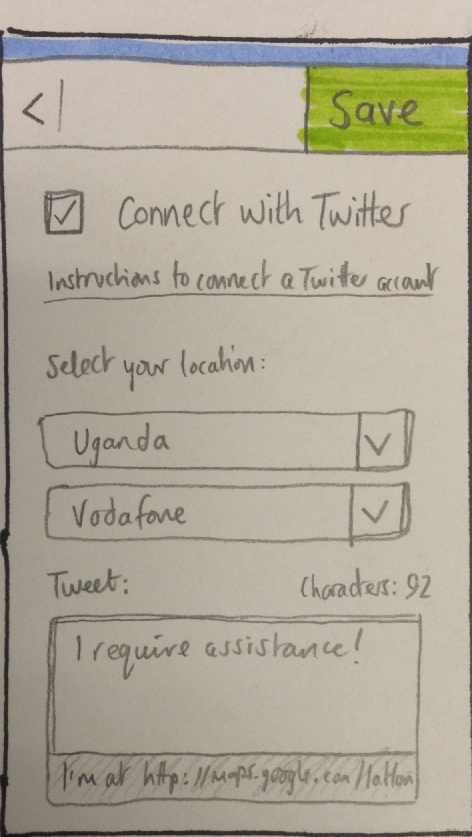 < Save
Connect with Twitter
Instructions to connect a Twitter account
Select your location:
Uganda
Vodafone
Tweet: Characters: 92
I require assistance!
I'm at http://maps.google.com/latlon